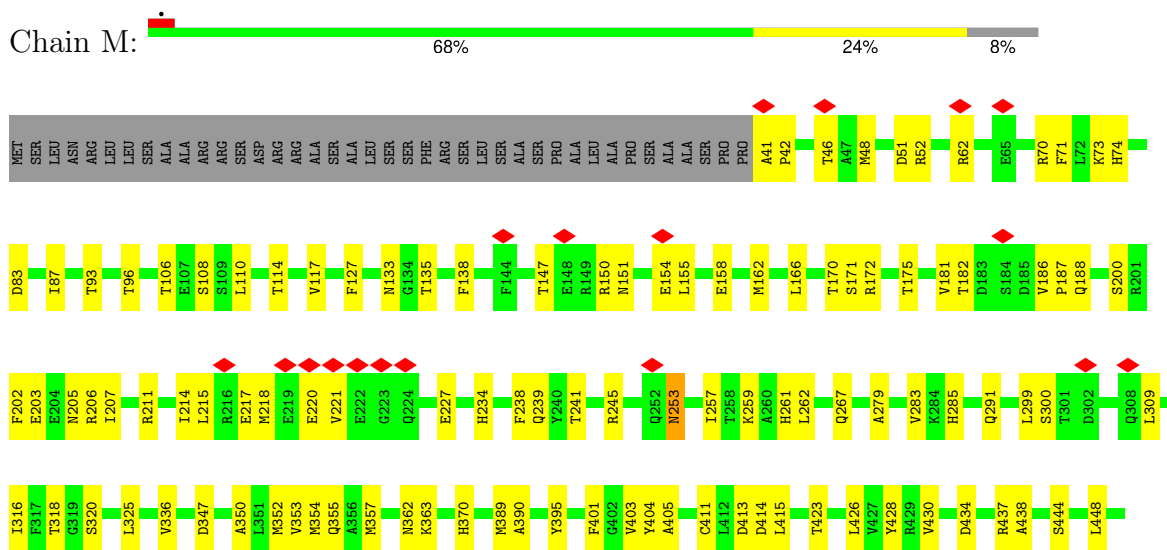 Chain M:
68% 24% 8%
MET SER LEU ASN ARG LEU LEU SER ALA ALA ARG ARG SER ASP ARG ARG ALA SER ALA LEU SER PHE ARG SER LEU SER ALA SER PRO ALA LEU ALA PRO SER ALA ALA SER PRO PRO A41 P42 T46 A47 M48 D51 R52 R62 E65 R70 F71 L72 K73 H74
D83 I87 T93 T96 T106 E107 S108 S109 L110 T114 V117 F127 N133 G134 T135 F138 F144 T147 E148 R149 R150 N151 E154 L155 E158 M162 L166 T170 S171 R172 T175 V181 T182 D183 S184 D185 V186 P187 Q188 S200 R201
F202 E203 E204 N205 R206 I207 R211 I214 L215 R216 E217 M218 E219 E220 V221 E222 G223 Q224 E227 H234 F238 Q239 Y240 T241 R245 Q252 N253 I257 T258 K259 A260 H261 L262 Q267 A279 V283 K284 H285 Q291 L299 S300 T301 D302 Q308 L309
I316 F317 T318 G319 S320 L325 V336 D347 A350 L351 M352 V353 M354 Q355 A356 M357 N362 K363 H370 M389 A390 Y395 F401 G402 V403 Y404 A405 C411 L412 D413 D414 L415 T423 L426 V427 Y428 R429 V430 D434 R437 A438 S444 L448